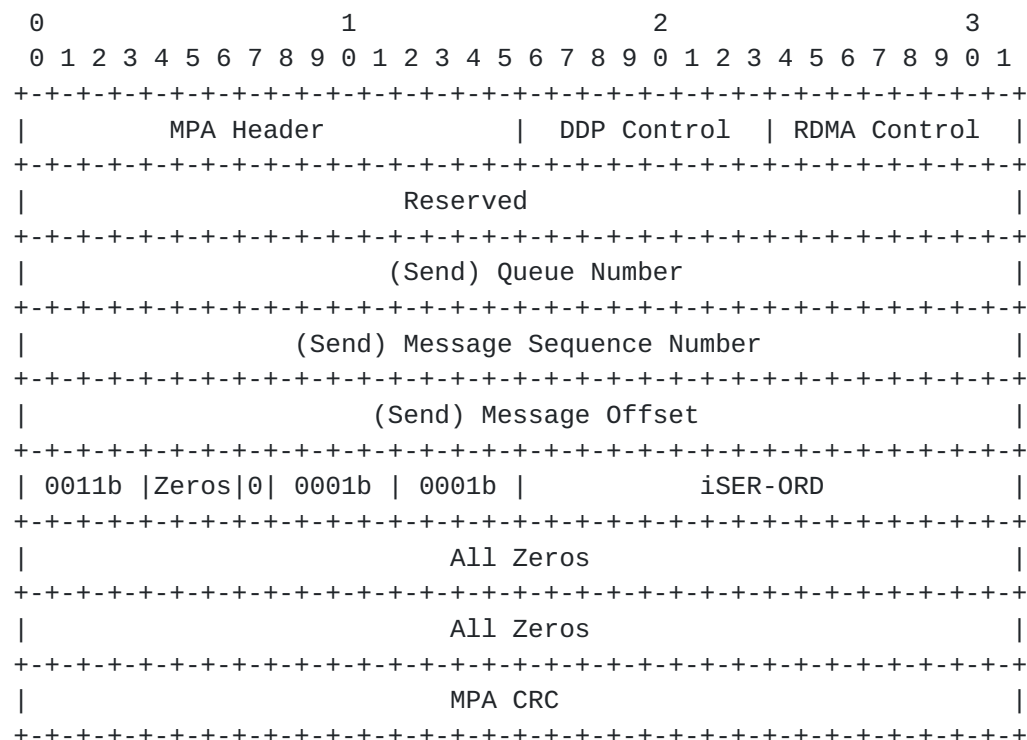 0                   1                   2                   3
 0 1 2 3 4 5 6 7 8 9 0 1 2 3 4 5 6 7 8 9 0 1 2 3 4 5 6 7 8 9 0 1
+-+-+-+-+-+-+-+-+-+-+-+-+-+-+-+-+-+-+-+-+-+-+-+-+-+-+-+-+-+-+-+-+
|         MPA Header            |  DDP Control  | RDMA Control  |
+-+-+-+-+-+-+-+-+-+-+-+-+-+-+-+-+-+-+-+-+-+-+-+-+-+-+-+-+-+-+-+-+
|                        Reserved                               |
+-+-+-+-+-+-+-+-+-+-+-+-+-+-+-+-+-+-+-+-+-+-+-+-+-+-+-+-+-+-+-+-+
|                       (Send) Queue Number                     |
+-+-+-+-+-+-+-+-+-+-+-+-+-+-+-+-+-+-+-+-+-+-+-+-+-+-+-+-+-+-+-+-+
|                 (Send) Message Sequence Number                |
+-+-+-+-+-+-+-+-+-+-+-+-+-+-+-+-+-+-+-+-+-+-+-+-+-+-+-+-+-+-+-+-+
|                      (Send) Message Offset                    |
+-+-+-+-+-+-+-+-+-+-+-+-+-+-+-+-+-+-+-+-+-+-+-+-+-+-+-+-+-+-+-+-+
| 0011b |Zeros|0| 0001b | 0001b |           iSER-ORD            |
+-+-+-+-+-+-+-+-+-+-+-+-+-+-+-+-+-+-+-+-+-+-+-+-+-+-+-+-+-+-+-+-+
|                           All Zeros                           |
+-+-+-+-+-+-+-+-+-+-+-+-+-+-+-+-+-+-+-+-+-+-+-+-+-+-+-+-+-+-+-+-+
|                           All Zeros                           |
+-+-+-+-+-+-+-+-+-+-+-+-+-+-+-+-+-+-+-+-+-+-+-+-+-+-+-+-+-+-+-+-+
|                           MPA CRC                             |
+-+-+-+-+-+-+-+-+-+-+-+-+-+-+-+-+-+-+-+-+-+-+-+-+-+-+-+-+-+-+-+-+